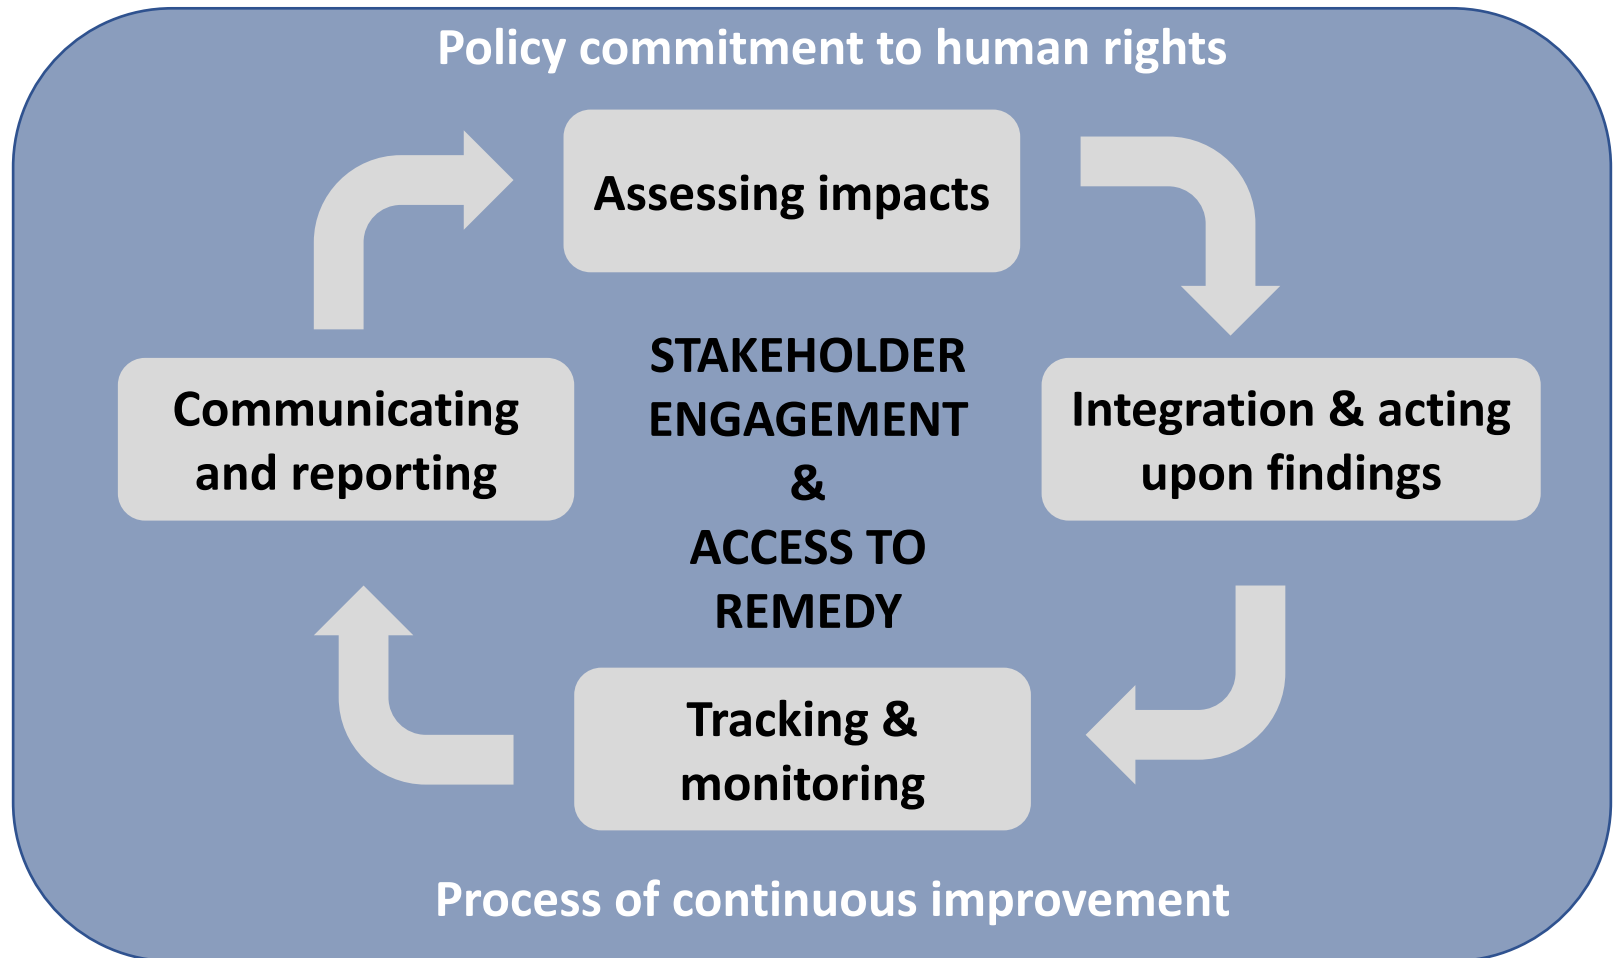 Policy commitment to human rights
Assessing impacts
STAKEHOLDER
ENGAGEMENT
&
ACCESS TO
REMEDY
Communicating
and reporting
Integration & acting
upon findings
Tracking &
monitoring
Process of continuous improvement